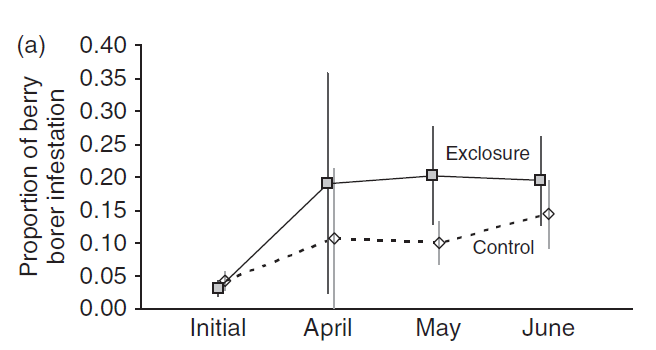 (a)
Proportion of berry
borer infestation
0.40
0.35
0.30
0.25
0.20
0.15
0.10
0.05
0.00
Exclosure
Control
Initial April May June